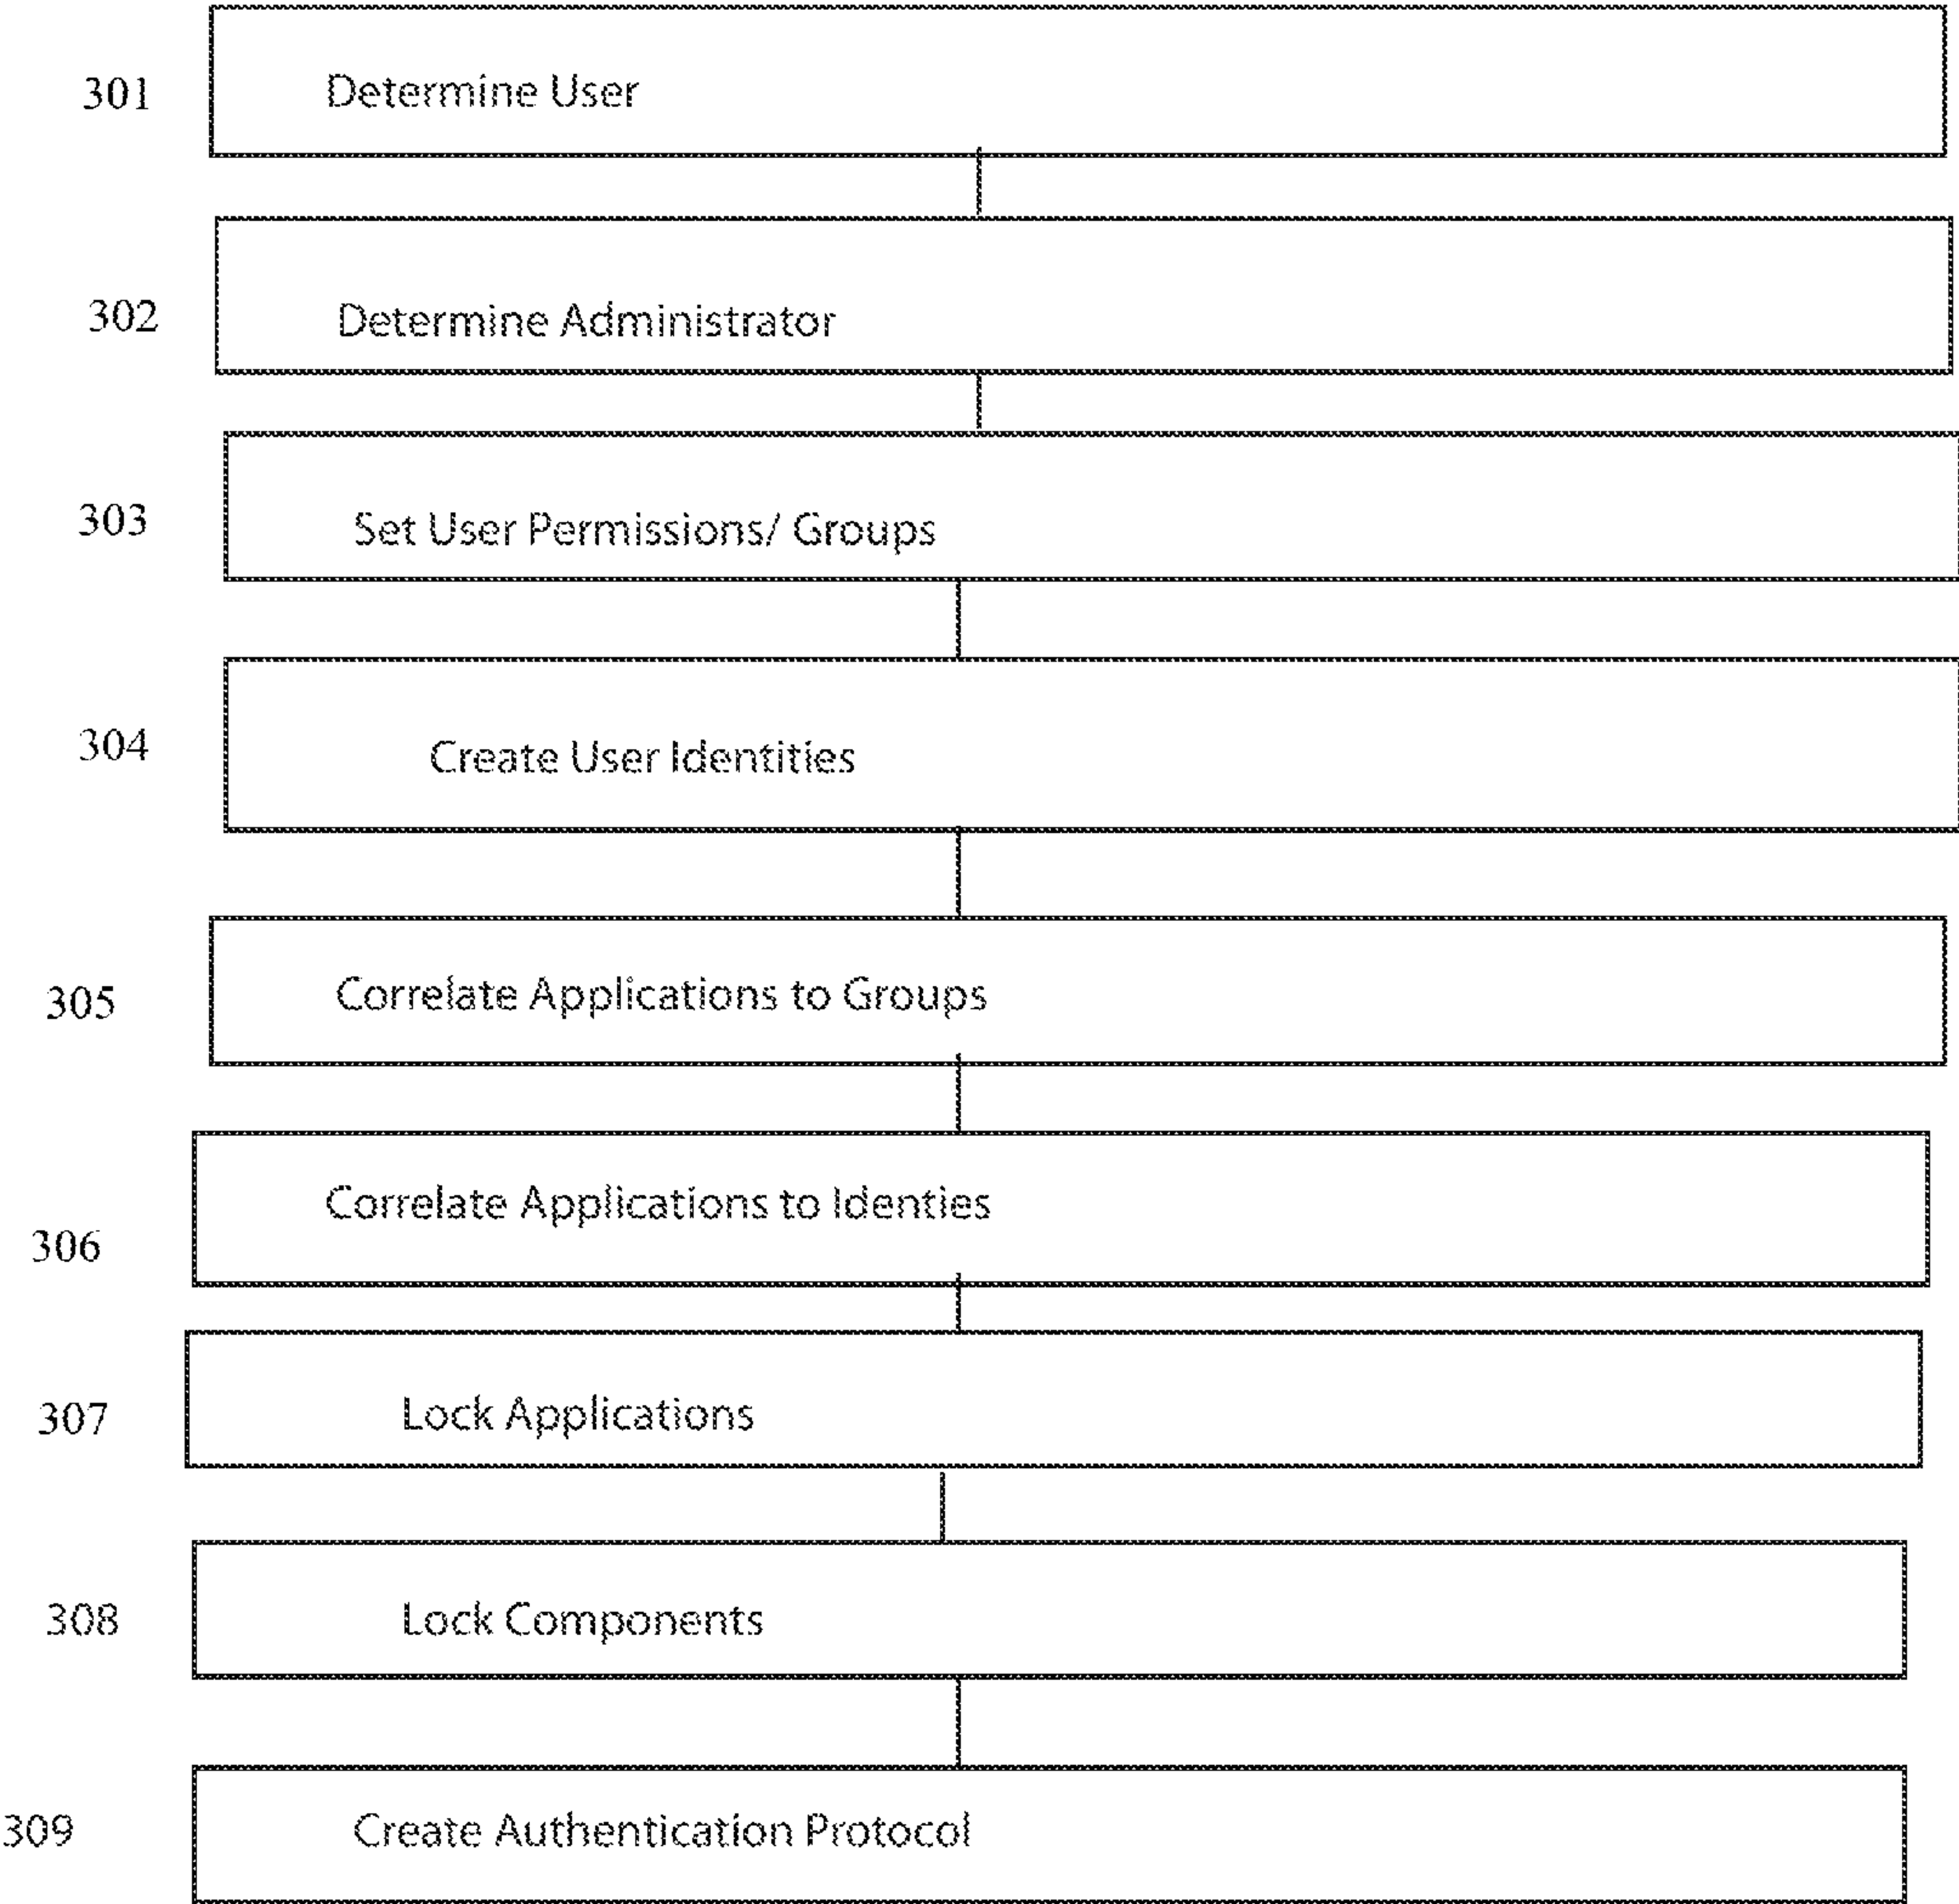 301 Determine User
302 Determine Administrator
303 Set User Permissions/ Groups
304 Create User Identities
305 Correlate Applications to Groups
306 Correlate Applications to Identies
307 Lock Applications
308 Lock Components
309 Create Authentication Protocol